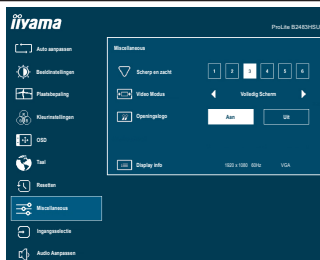 iiyama
ProLite B2483HSU
Auto aanpassen
Beeldinstellingen
Plaatsbepaling
Kleurinstellingen
OSD
Taal
Resetten
Miscellaneous
Ingangsselectie
Audio Aanpassen
Miscellaneous
Scherp en zacht
1 2 3 4 5 6
Video Modus
Volledig Scherm
Openingslogo
Aan Uit
Display Info
1920 x 1080 60Hz VGA